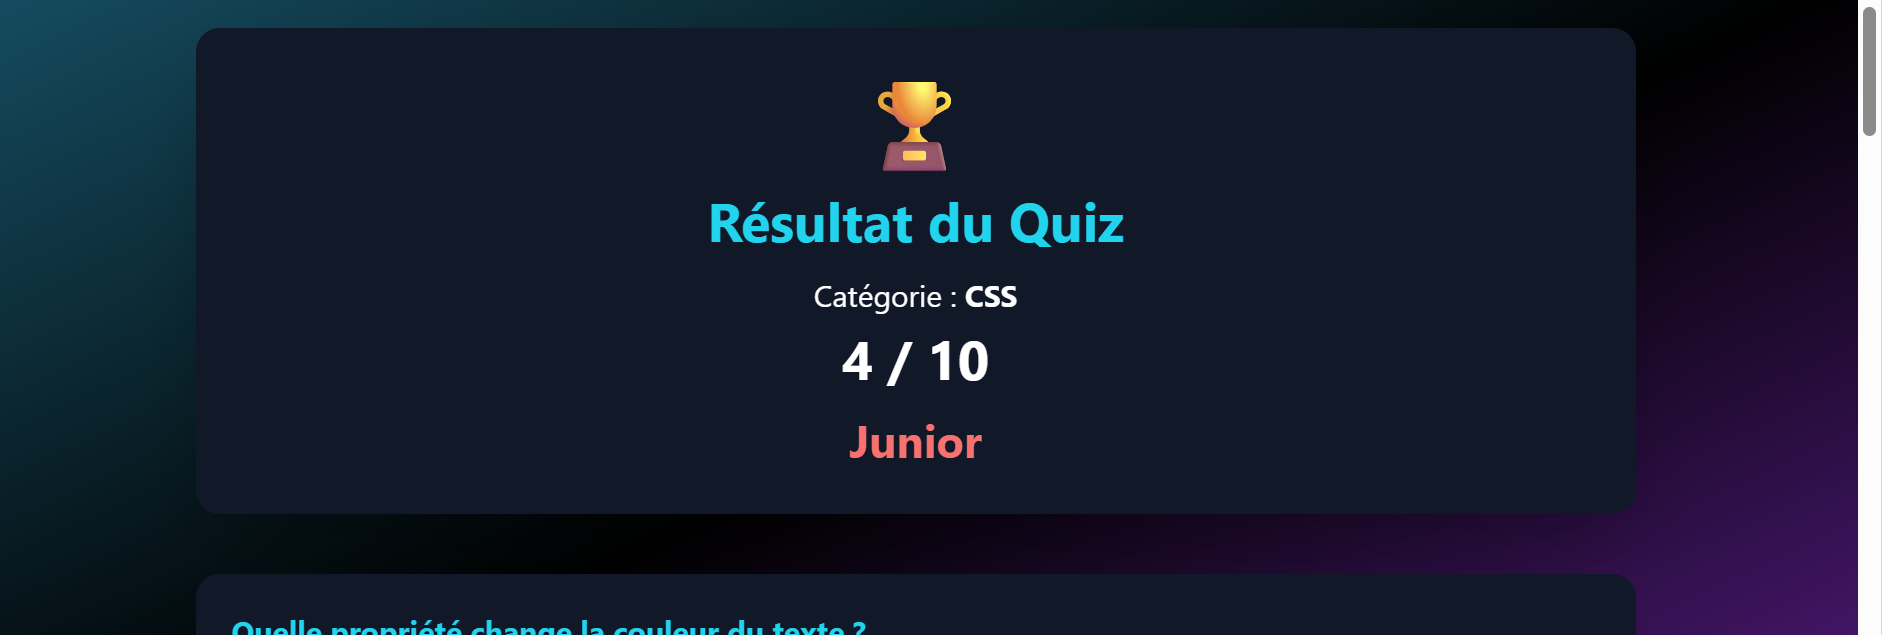 Résultat du Quiz
Catégorie : CSS
4 / 10
Junior
Quelle propriété change la couleur du texte ?